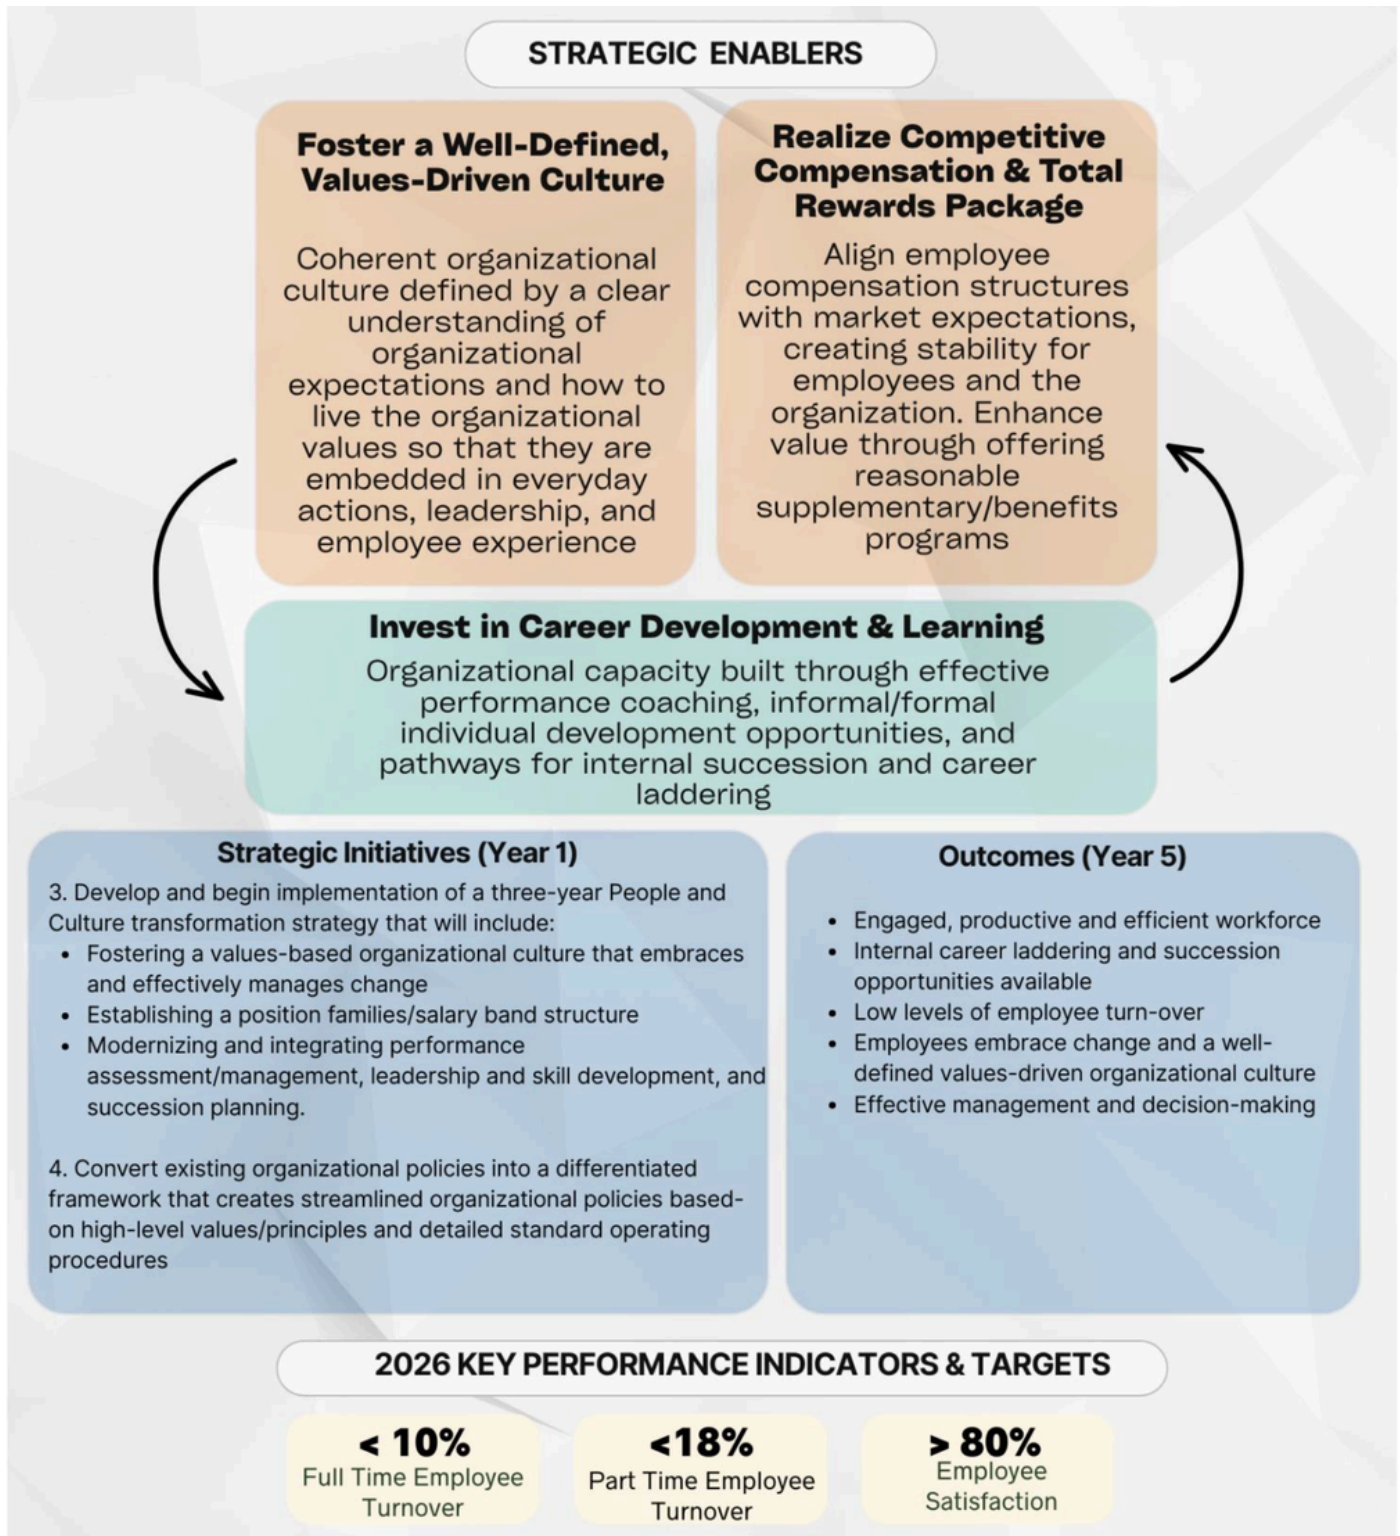 STRATEGIC ENABLERS
Foster a Well-Defined,
Values-Driven Culture
Coherent organizational
culture defined by a clear
understanding of
organizational
expectations and how to
live the organizational
values so that they are
embedded in everyday
actions, leadership, and
employee experience
Realize Competitive
Compensation & Total
Rewards Package
Align employee
compensation structures
with market expectations,
creating stability for
employees and the
organization. Enhance
value through offering
reasonable
supplementary/benefits
programs
Invest in Career Development & Learning
Organizational capacity built through effective
performance coaching, informal/formal
individual development opportunities, and
pathways for internal succession and career
laddering
Strategic Initiatives (Year 1)
3. Develop and begin implementation of a three-year People and
Culture transformation strategy that will include:
• Fostering a values-based organizational culture that embraces
and effectively manages change
• Establishing a position families/salary band structure
• Modernizing and integrating performance
assessment/management, leadership and skill development, and
succession planning.
4. Convert existing organizational policies into a differentiated
framework that creates streamlined organizational policies based-
on high-level values/principles and detailed standard operating
procedures
Outcomes (Year 5)
• Engaged, productive and efficient workforce
• Internal career laddering and succession
opportunities available
• Low levels of employee turn-over
• Employees embrace change and a well-
defined values-driven organizational culture
• Effective management and decision-making
2026 KEY PERFORMANCE INDICATORS & TARGETS
< 10%
Full Time Employee
Turnover
<18%
Part Time Employee
Turnover
> 80%
Employee
Satisfaction